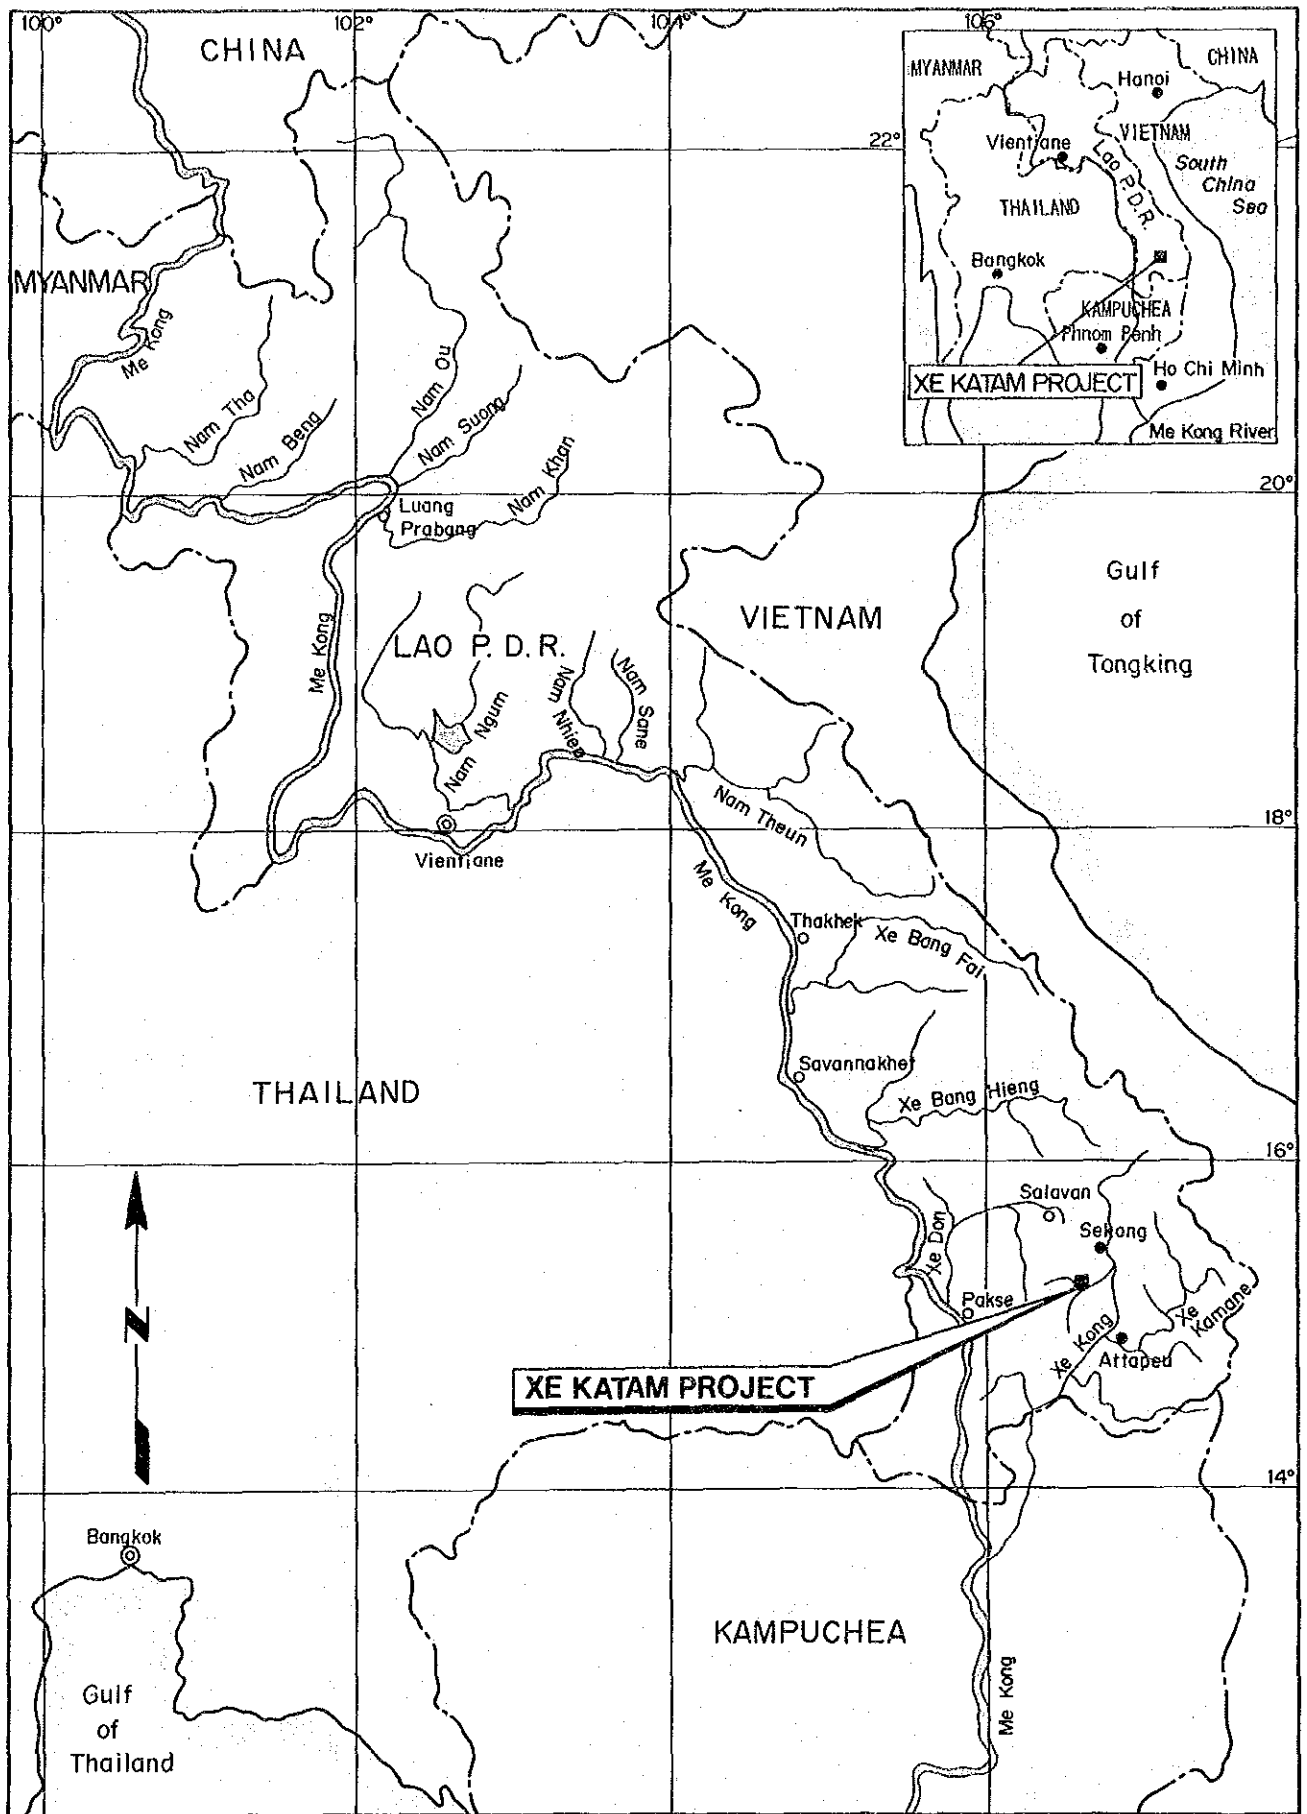 100°
102°
104°
106°
CHINA
MYANMAR
CHINA
Hanoi
22°
VIETNAM
Vientiane
Lao P.D.R.
South
China
Sea
THAILAND
Bangkok
KAMPUCHEA
Phnom Penh
Ho Chi Minh
XE KATAM PROJECT
Me Kong River
MYANMAR
Me Kong
Nam Tha
Nam Beng
Nam Ou
Nam Suong
Nam Khan
20°
Luang
Prabang
Gulf
of
Tongking
VIETNAM
Me Kong
LAO P. D. R.
Nam Ngum
Nam Nhiep
Nam Sane
Nam Theun
18°
Vientiane
Me Kong
Thakhek
Xe Bang Fai
Savannakhet
THAILAND
Xe Bang Hieng
16°
Salavan
Xe Don
Sekong
Pakse
Xe Kong
Xe Kamane
Attapeu
N
XE KATAM PROJECT
14°
Bangkok
KAMPUCHEA
Me Kong
Gulf
of
Thailand